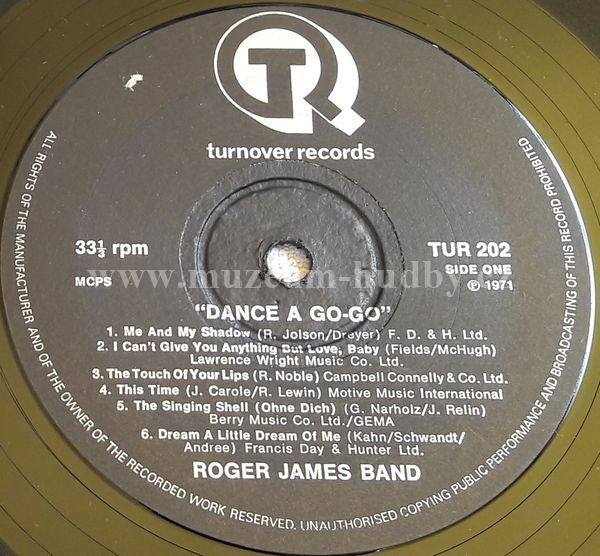 TR
turnover records
33⅓ rpm
TUR 202
MCPS
SIDE ONE
℗ 1971
"DANCE A GO-GO"
1. Me And My Shadow (R. Jolson/Dreyer) F. D. & H. Ltd.
2. I Can't Give You Anything But Love, Baby (Fields/McHugh)
Lawrence Wright Music Co. Ltd.
3. The Touch Of Your Lips (R. Noble) Campbell Connelly & Co. Ltd.
4. This Time (J. Carole/R. Lewin) Motive Music International
5. The Singing Shell (Ohne Dich) (G. Narholz/J. Relin)
Berry Music Co. Ltd./GEMA
6. Dream A Little Dream Of Me (Kahn/Schwandt/
Andree) Francis Day & Hunter Ltd.
ROGER JAMES BAND
ALL RIGHTS OF THE MANUFACTURER AND OF THE OWNER OF THE RECORDED WORK RESERVED. UNAUTHORISED COPYING PUBLIC PERFORMANCE AND BROADCASTING OF THIS RECORD PROHIBITED